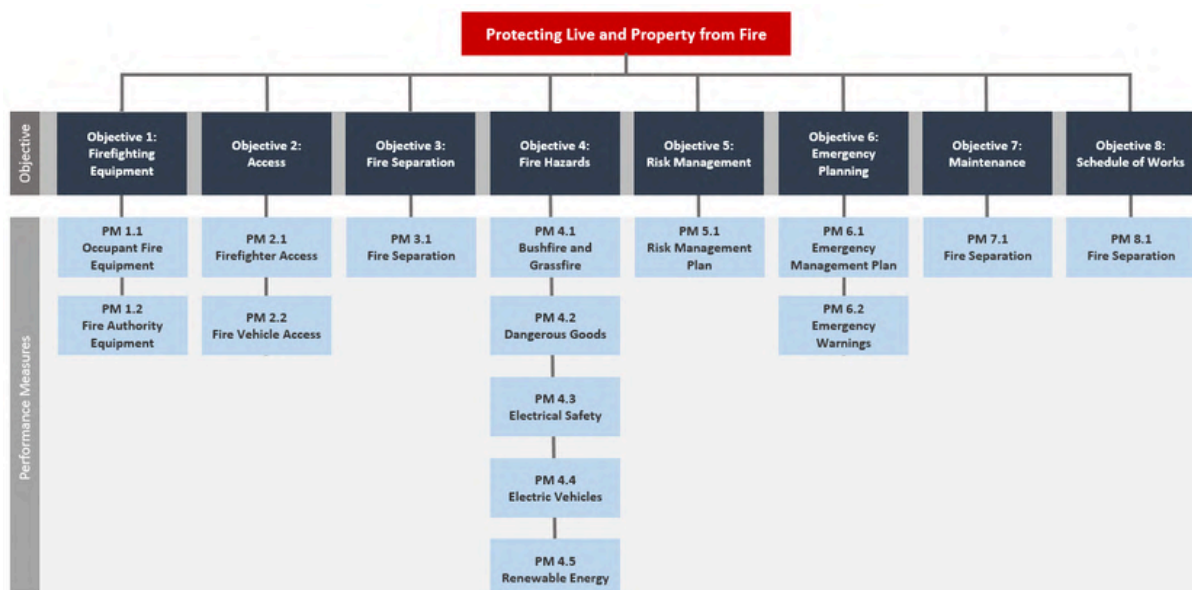 Protecting Live and Property from Fire
Objective
Objective 1:
Firefighting
Equipment
Objective 2:
Access
Objective 3:
Fire Separation
Objective 4:
Fire Hazards
Objective 5:
Risk Management
Objective 6:
Emergency
Planning
Objective 7:
Maintenance
Objective 8:
Schedule of Works
Performance Measures
PM 1.1
Occupant Fire
Equipment
PM 2.1
Firefighter Access
PM 3.1
Fire Separation
PM 4.1
Bushfire and
Grassfire
PM 5.1
Risk Management
Plan
PM 6.1
Emergency
Management Plan
PM 7.1
Fire Separation
PM 8.1
Fire Separation
PM 1.2
Fire Authority
Equipment
PM 2.2
Fire Vehicle Access
PM 4.2
Dangerous Goods
PM 6.2
Emergency
Warnings
PM 4.3
Electrical Safety
PM 4.4
Electric Vehicles
PM 4.5
Renewable Energy